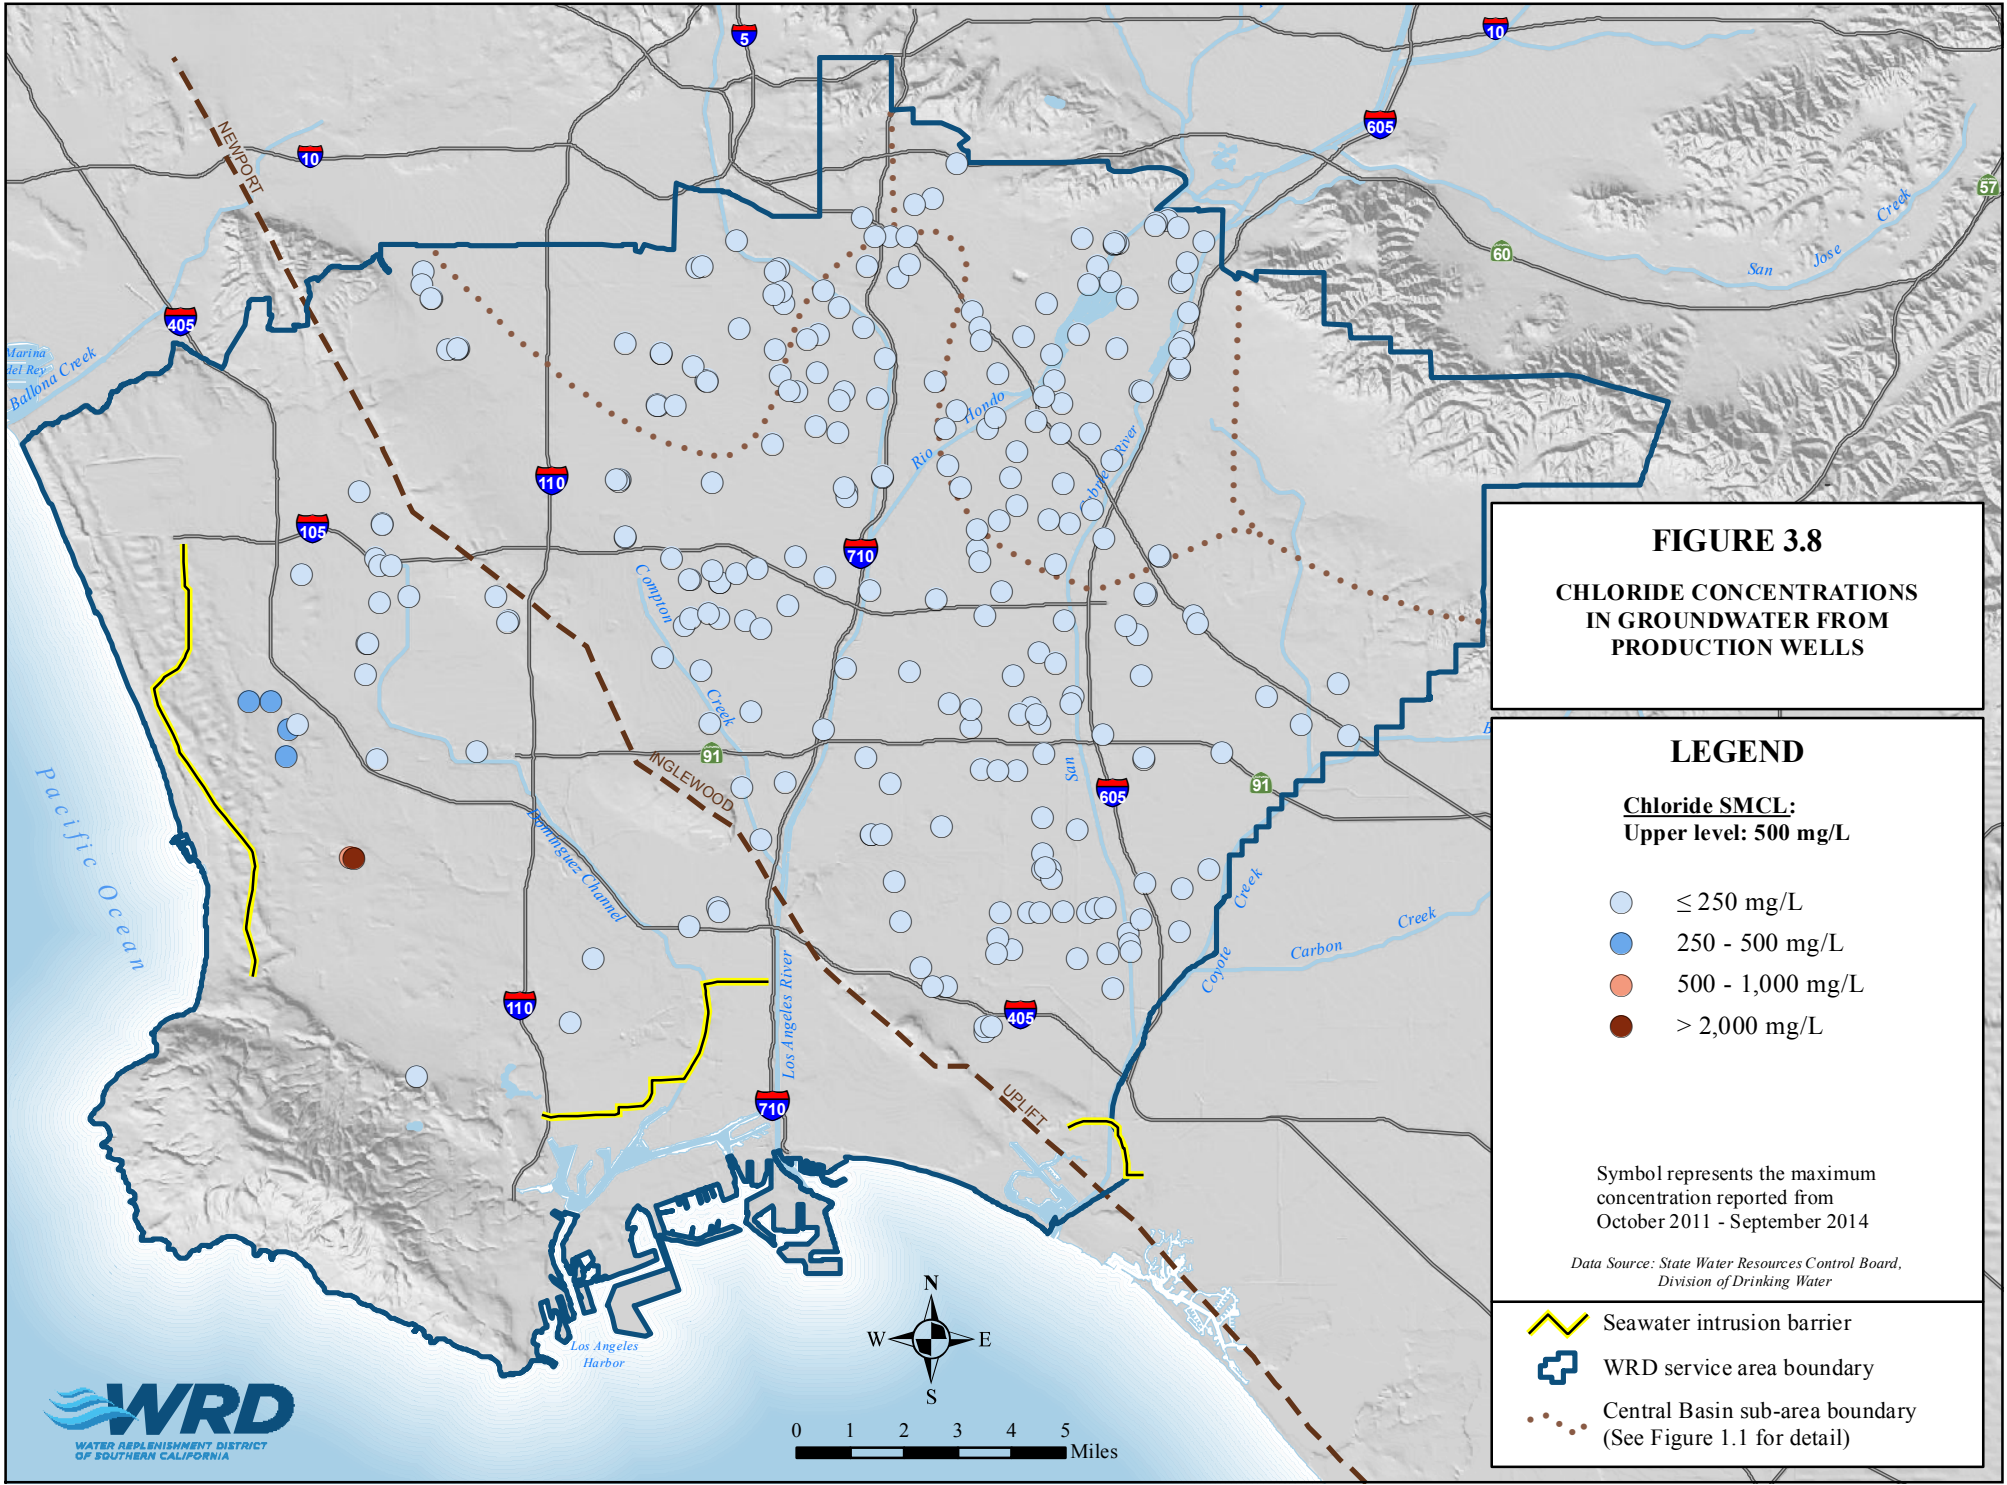 5
10
605
10
57
NEWPORT
Creek
Jose
San
60
405
Marina
del Rey
Ballona Creek
Rio
Hondo
River
110
105
710
Compton
Creek
FIGURE 3.8
CHLORIDE CONCENTRATIONS
IN GROUNDWATER FROM
PRODUCTION WELLS
LEGEND
Chloride SMCL:
Upper level: 500 mg/L
≤ 250 mg/L
250 - 500 mg/L
500 - 1,000 mg/L
> 2,000 mg/L
Symbol represents the maximum
concentration reported from
October 2011 - September 2014
Data Source: State Water Resources Control Board,
Division of Drinking Water
Seawater intrusion barrier
WRD service area boundary
Central Basin sub-area boundary
(See Figure 1.1 for detail)
91
INGLEWOOD
San
605
91
Pacific Ocean
Dominguez Channel
Coyote
Creek
Carbon
Creek
Los Angeles River
110
405
710
UPLIFT
Los Angeles
Harbor
N
W
E
S
0 1 2 3 4 5
Miles
WRD
WATER REPLENISHMENT DISTRICT
OF SOUTHERN CALIFORNIA